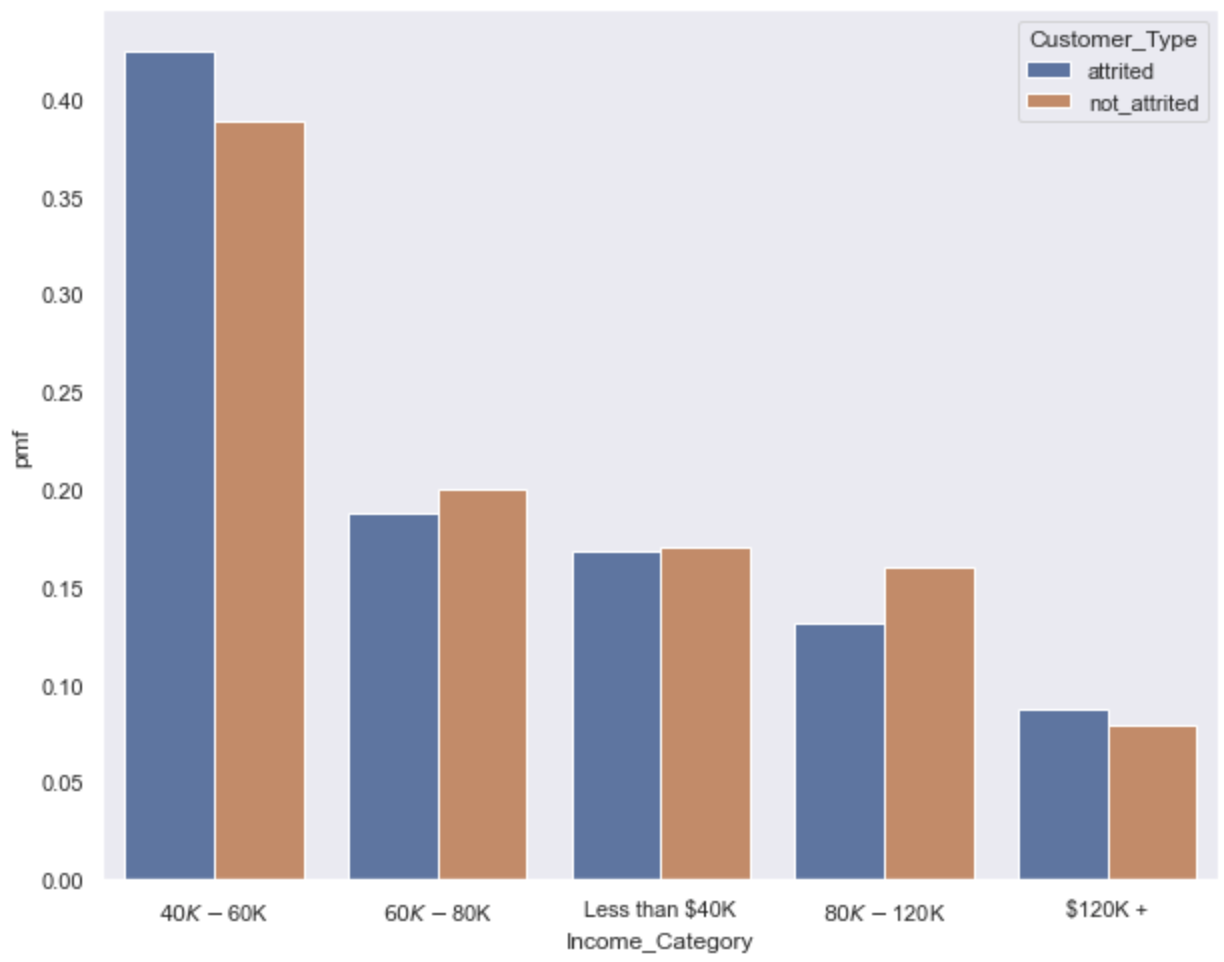 Customer_Type
attrited
not_attrited
pmf
0.40
0.35
0.30
0.25
0.20
0.15
0.10
0.05
0.00
40K − 60K
60K − 80K
Less than $40K
80K − 120K
$120K +
Income_Category